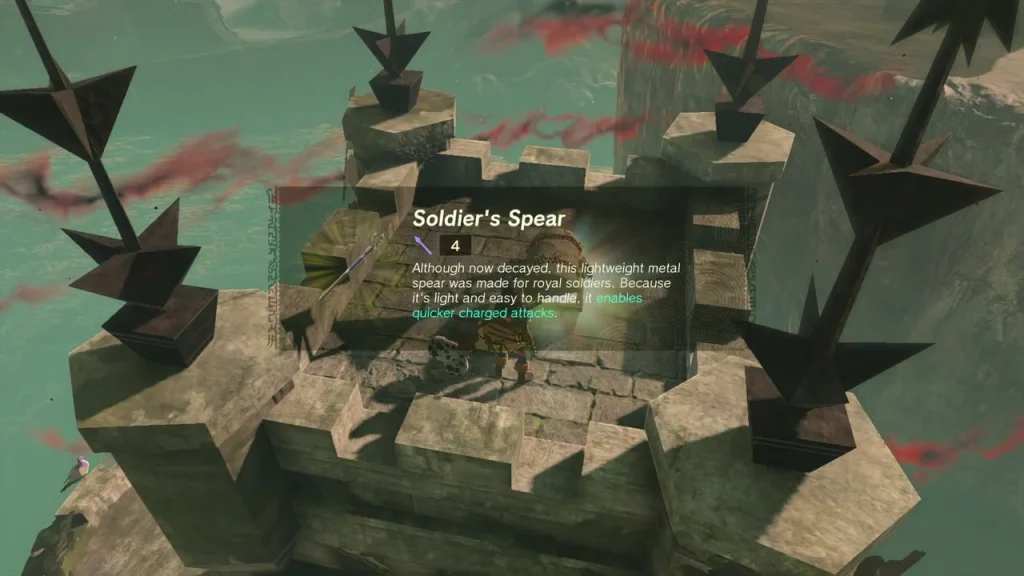 Soldier's Spear
4
Although now decayed, this lightweight metal
spear was made for royal soldiers. Because
it's light and easy to handle, it enables
quicker charged attacks.